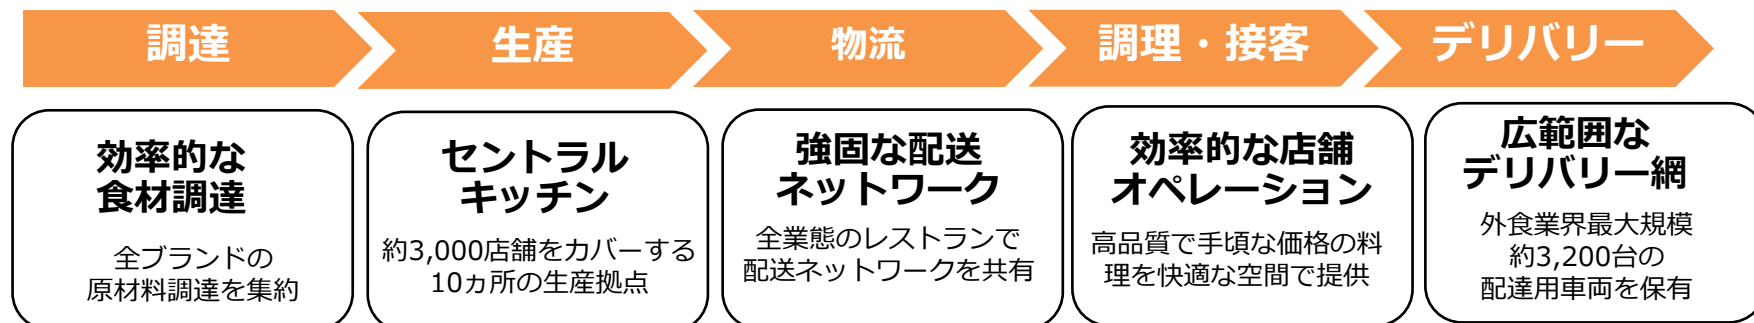 調達
生産
物流
調理・接客
デリバリー
効率的な
食材調達
全ブランドの
原材料調達を集約
セントラル
キッチン
約3,000店舗をカバーする
10ヵ所の生産拠点
強固な配送
ネットワーク
全業態のレストランで
配送ネットワークを共有
効率的な店舗
オペレーション
高品質で手頃な価格の料
理を快適な空間で提供
広範囲な
デリバリー網
外食業界最大規模
約3,200台の
配達用車両を保有